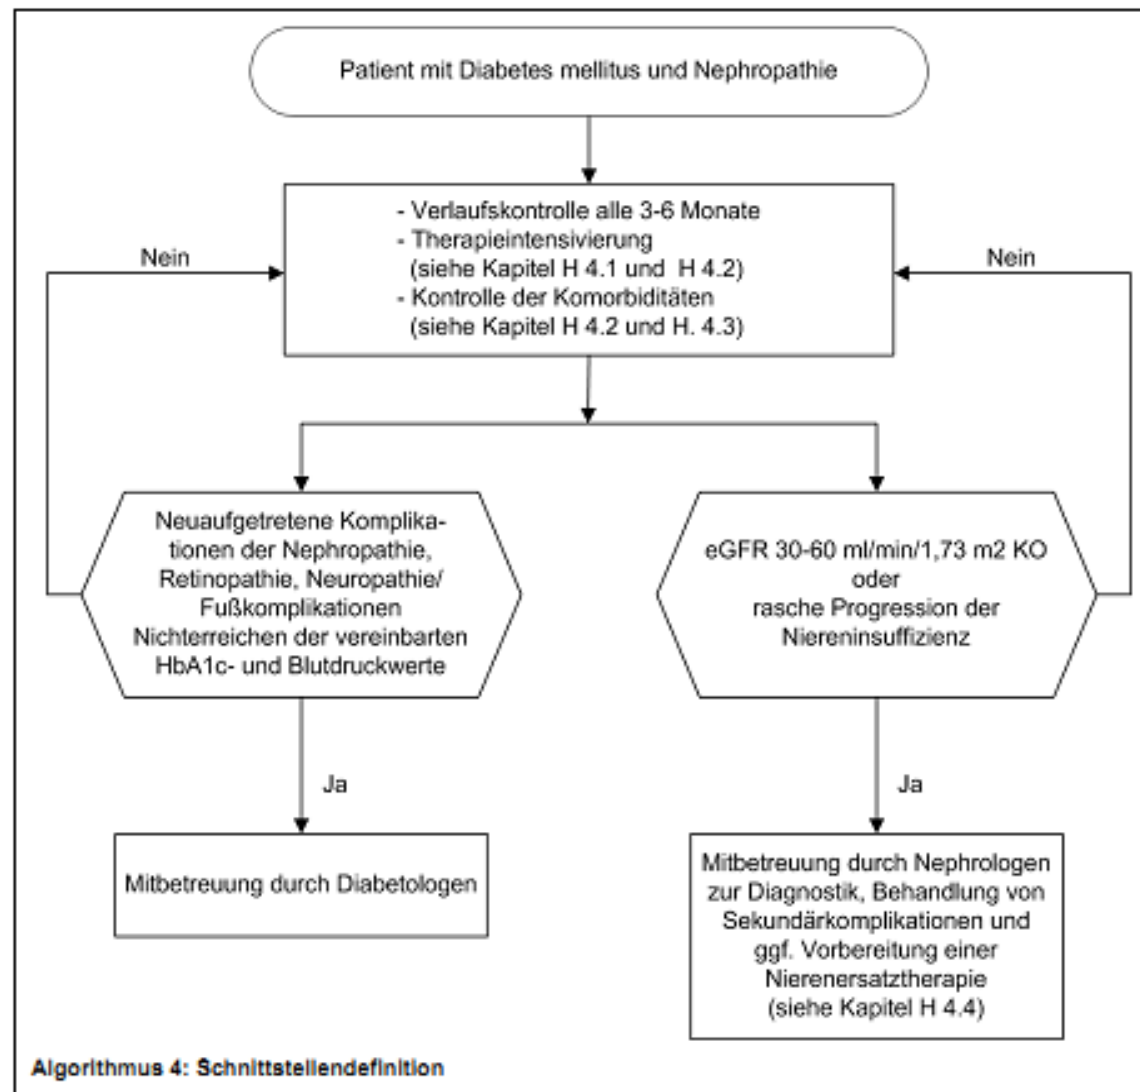 Patient mit Diabetes mellitus und Nephropathie
- Verlaufskontrolle alle 3-6 Monate
- Therapieintensivierung
(siehe Kapitel H 4.1 und H 4.2)
- Kontrolle der Komorbiditäten
(siehe Kapitel H 4.2 und H. 4.3)
Nein
Nein
Neuaufgetretene Komplika-
tionen der Nephropathie,
Retinopathie, Neuropathie/
Fußkomplikationen
Nichterreichen der vereinbarten
HbA1c- und Blutdruckwerte
eGFR 30-60 ml/min/1,73 m2 KO
oder
rasche Progression der
Niereninsuffizienz
Ja
Ja
Mitbetreuung durch Diabetologen
Mitbetreuung durch Nephrologen
zur Diagnostik, Behandlung von
Sekundärkomplikationen und
ggf. Vorbereitung einer
Nierenersatztherapie
(siehe Kapitel H 4.4)
Algorithmus 4: Schnittstellendefinition